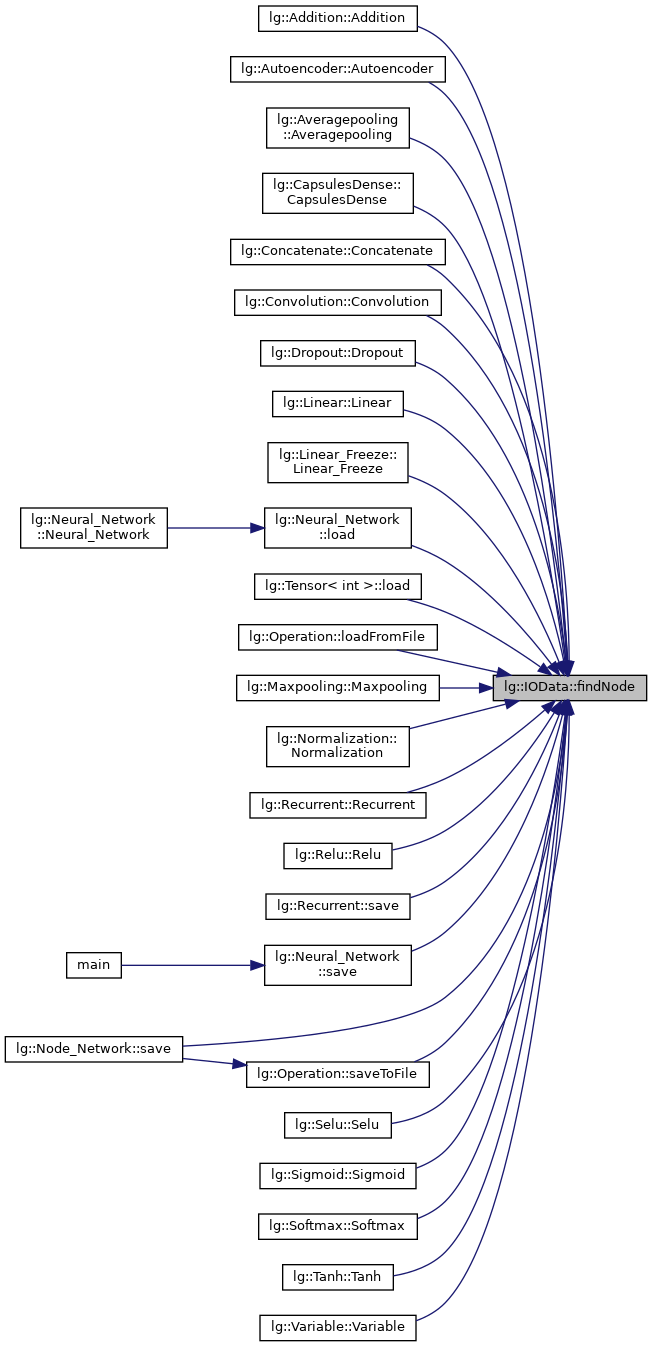 lg::Addition::Addition
lg::Autoencoder::Autoencoder
lg::Averagepooling
::Averagepooling
lg::CapsulesDense::
CapsulesDense
lg::Concatenate::Concatenate
lg::Convolution::Convolution
lg::Dropout::Dropout
lg::Linear::Linear
lg::Linear_Freeze::
Linear_Freeze
lg::Neural_Network
::Neural_Network
lg::Neural_Network
::load
lg::Tensor< int >::load
lg::Operation::loadFromFile
lg::Maxpooling::Maxpooling
lg::IOData::findNode
lg::Normalization::
Normalization
lg::Recurrent::Recurrent
lg::Relu::Relu
lg::Recurrent::save
main
lg::Neural_Network
::save
lg::Node_Network::save
lg::Operation::saveToFile
lg::Selu::Selu
lg::Sigmoid::Sigmoid
lg::Softmax::Softmax
lg::Tanh::Tanh
lg::Variable::Variable